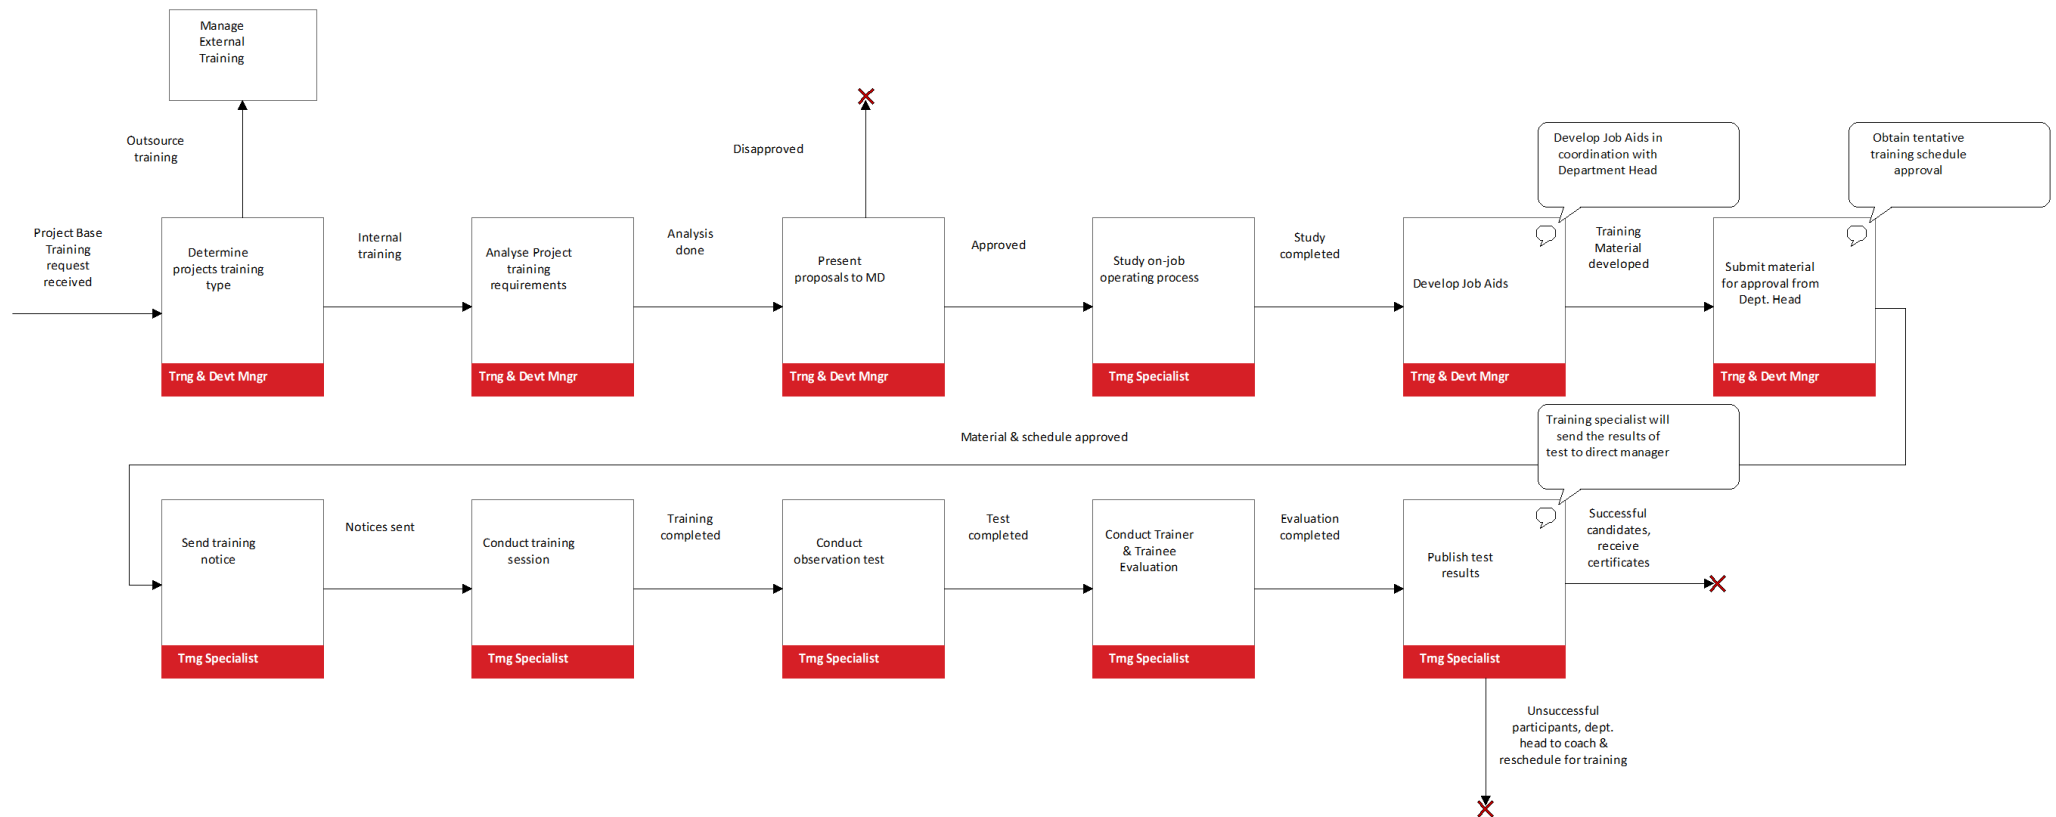 Manage
External
Training
Outsource
training
Disapproved
Develop Job Aids in
coordination with
Department Head
Obtain tentative
training schedule
approval
Project Base
Training
request
received
Determine
projects training
type
Trng & Devt Mngr
Internal
training
Analyse Project
training
requirements
Trng & Devt Mngr
Analysis
done
Present
proposals to MD
Trng & Devt Mngr
Approved
Study on-job
operating process
Trng Specialist
Study
completed
Develop Job Aids
Trng & Devt Mngr
Training
Material
developed
Submit material
for approval from
Dept. Head
Trng & Devt Mngr
Material & schedule approved
Training specialist will
send the results of
test to direct manager
Send training
notice
Trng Specialist
Notices sent
Conduct training
session
Trng Specialist
Training
completed
Conduct
observation test
Trng Specialist
Test
completed
Conduct Trainer
& Trainee
Evaluation
Trng Specialist
Evaluation
completed
Publish test
results
Trng Specialist
Successful
candidates,
receive
certificates
Unsuccessful
participants, dept.
head to coach &
reschedule for training